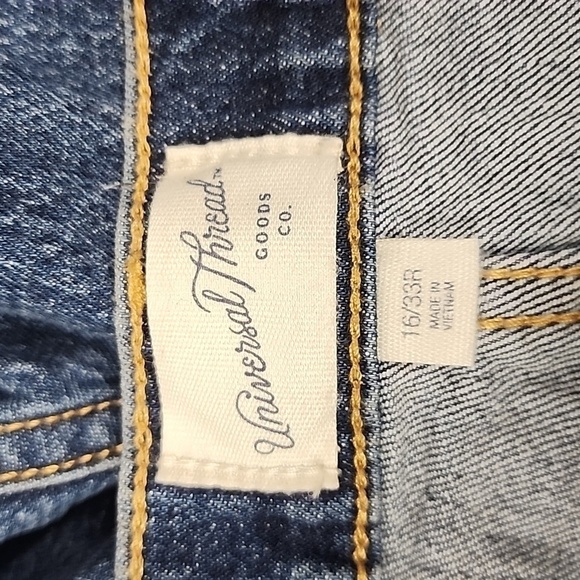 Universal Thread™
GOODS
CO.
16/33R
MADE IN
VIETNAM